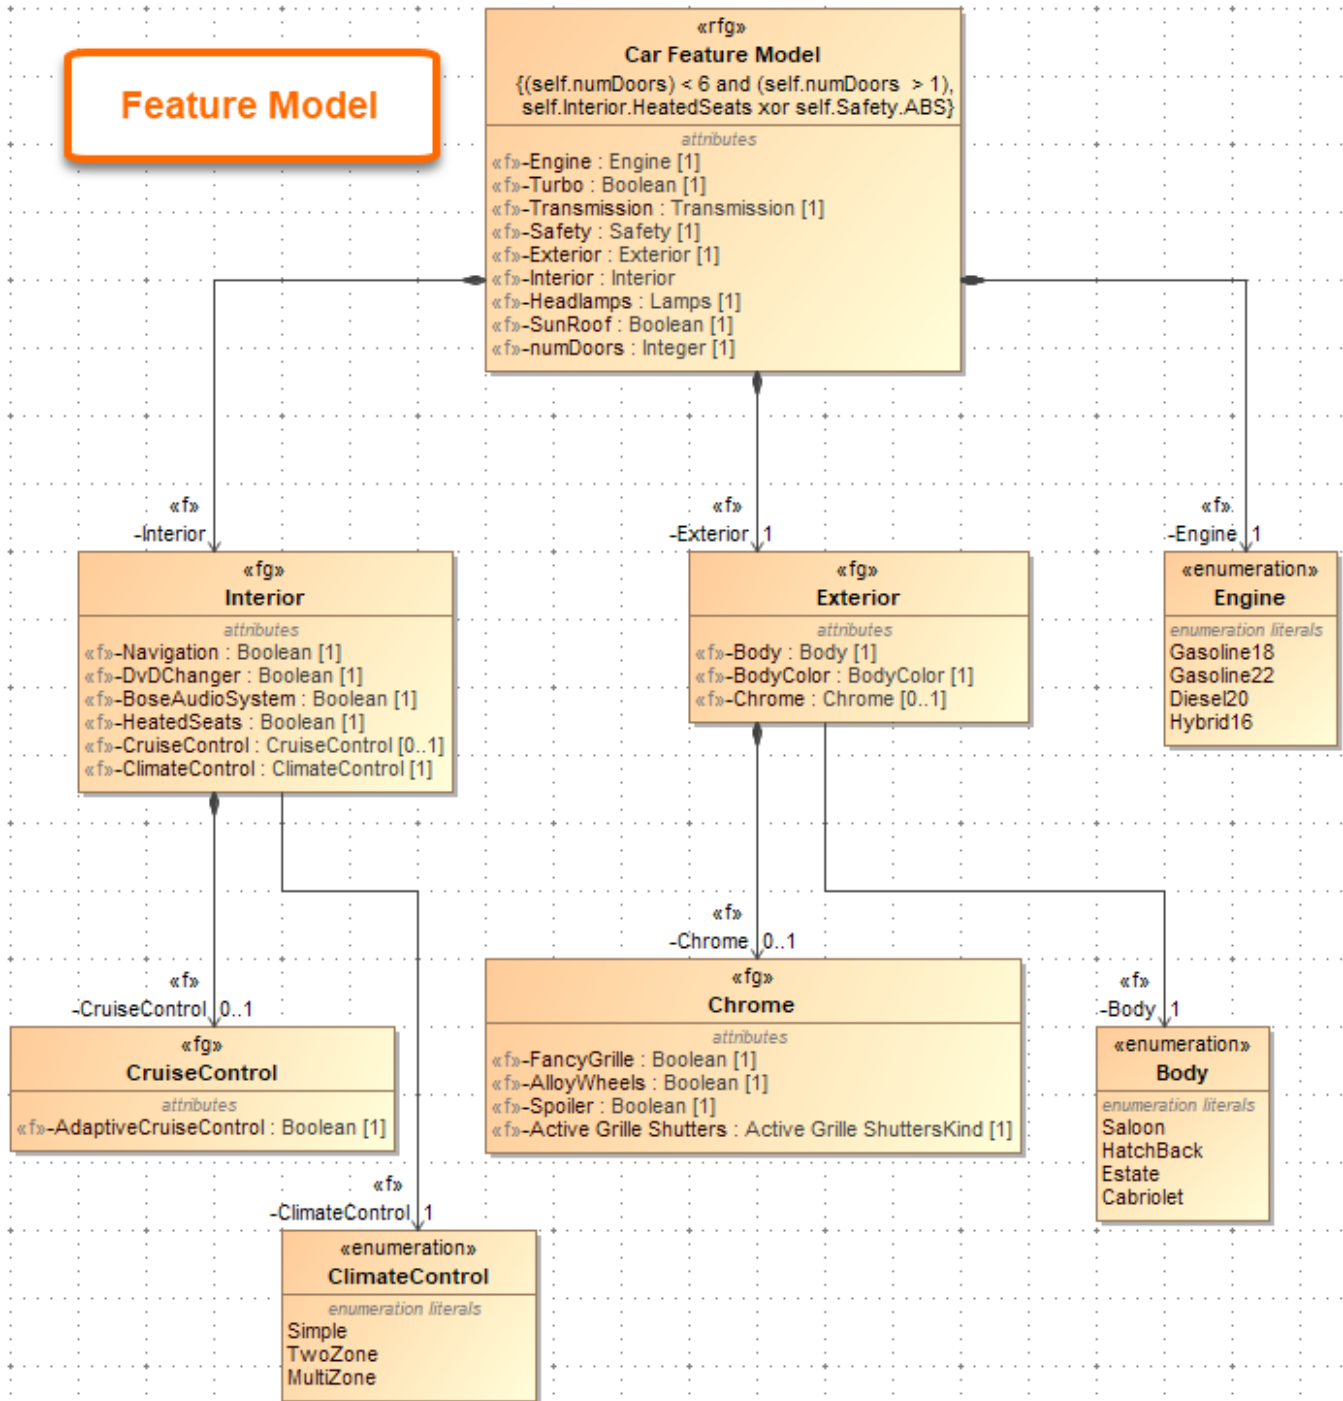 Feature Model
«rfg»
Car Feature Model
{(self.numDoors) < 6 and (self.numDoors > 1),
self.Interior.HeatedSeats xor self.Safety.ABS}
attributes
«f»-Engine : Engine [1]
«f»-Turbo : Boolean [1]
«f»-Transmission : Transmission [1]
«f»-Safety : Safety [1]
«f»-Exterior : Exterior [1]
«f»-Interior : Interior
«f»-Headlamps : Lamps [1]
«f»-SunRoof : Boolean [1]
«f»-numDoors : Integer [1]
«f»
-Interior
«f»
-Exterior 1
«f»
-Engine 1
«fg»
Interior
attributes
«f»-Navigation : Boolean [1]
«f»-DvDChanger : Boolean [1]
«f»-BoseAudioSystem : Boolean [1]
«f»-HeatedSeats : Boolean [1]
«f»-CruiseControl : CruiseControl [0..1]
«f»-ClimateControl : ClimateControl [1]
«fg»
Exterior
attributes
«f»-Body : Body [1]
«f»-BodyColor : BodyColor [1]
«f»-Chrome : Chrome [0..1]
«enumeration»
Engine
enumeration literals
Gasoline18
Gasoline22
Diesel20
Hybrid16
«f»
-CruiseControl 0..1
«f»
-Chrome 0..1
«f»
-Body 1
«fg»
CruiseControl
attributes
«f»-AdaptiveCruiseControl : Boolean [1]
«fg»
Chrome
attributes
«f»-FancyGrille : Boolean [1]
«f»-AlloyWheels : Boolean [1]
«f»-Spoiler : Boolean [1]
«f»-Active Grille Shutters : Active Grille ShuttersKind [1]
«enumeration»
Body
enumeration literals
Saloon
HatchBack
Estate
Cabriolet
«f»
-ClimateControl 1
«enumeration»
ClimateControl
enumeration literals
Simple
TwoZone
MultiZone